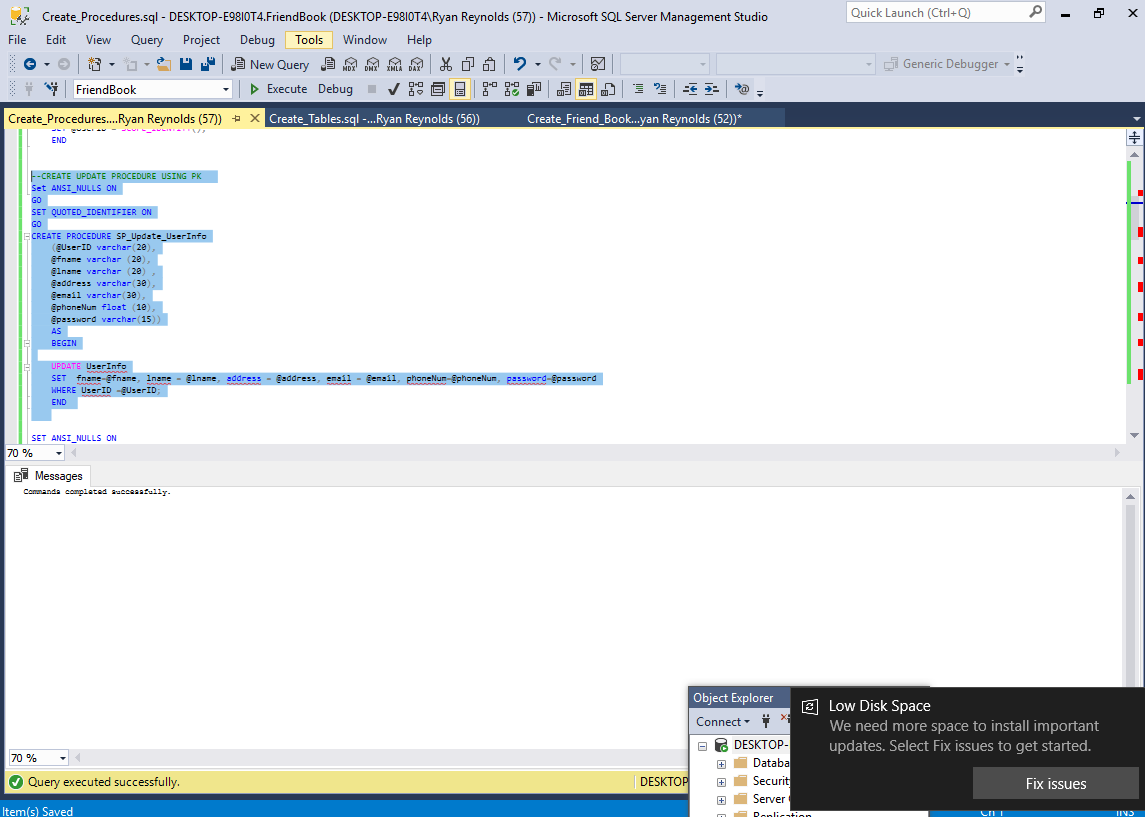 Create_Procedures.sql - DESKTOP-E98I0T4.FriendBook (DESKTOP-E98I0T4\Ryan Reynolds (57)) - Microsoft SQL Server Management Studio
Quick Launch (Ctrl+Q)
File Edit View Query Project Debug Tools Window Help
New Query
MDX DMX XMLA DAX
Generic Debugger
FriendBook
Execute Debug
Create_Procedures....Ryan Reynolds (57))
Create_Tables.sql -...Ryan Reynolds (56))
Create_Friend_Book...yan Reynolds (52))*
SET @UserID = SCOPE_IDENTITY();
END
--CREATE UPDATE PROCEDURE USING PK
Set ANSI_NULLS ON
GO
SET QUOTED_IDENTIFIER ON
GO
CREATE PROCEDURE SP_Update_UserInfo
(@UserID varchar(20),
@fname varchar (20),
@lname varchar (20) ,
@address varchar(30),
@email varchar(30),
@phoneNum float (10),
@password varchar(15))
AS
BEGIN
UPDATE UserInfo
SET  fname=@fname, lname = @lname, address = @address, email = @email, phoneNum=@phoneNum, password=@password
WHERE UserID =@UserID;
END
SET ANSI_NULLS ON
70 %
Messages
Commands completed successfully.
Object Explorer
Connect
DESKTOP-
Databa
Security
Server
Replication
Low Disk Space
We need more space to install important
updates. Select Fix issues to get started.
Fix issues
70 %
Query executed successfully.
DESKTOP
Item(s) Saved
Ch 1
INS